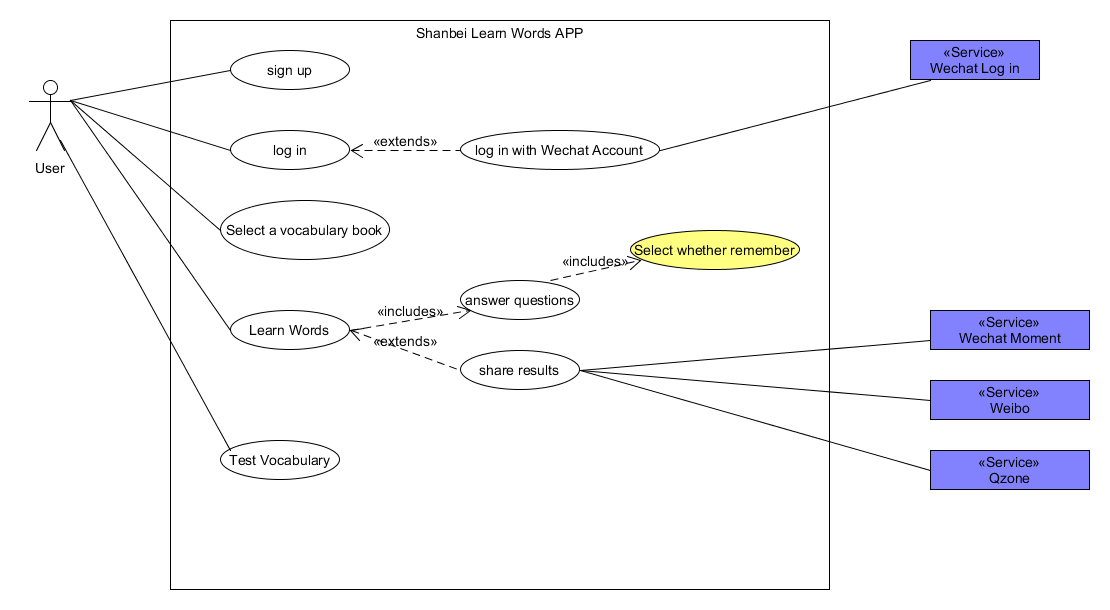 Shanbei Learn Words APP
«Service»
Wechat Log in
sign up
User
log in
«extends»
log in with Wechat Account
Select a vocabulary book
Select whether remember
«includes»
answer questions
«includes»
Learn Words
«extends»
share results
«Service»
Wechat Moment
«Service»
Weibo
Test Vocabulary
«Service»
Qzone